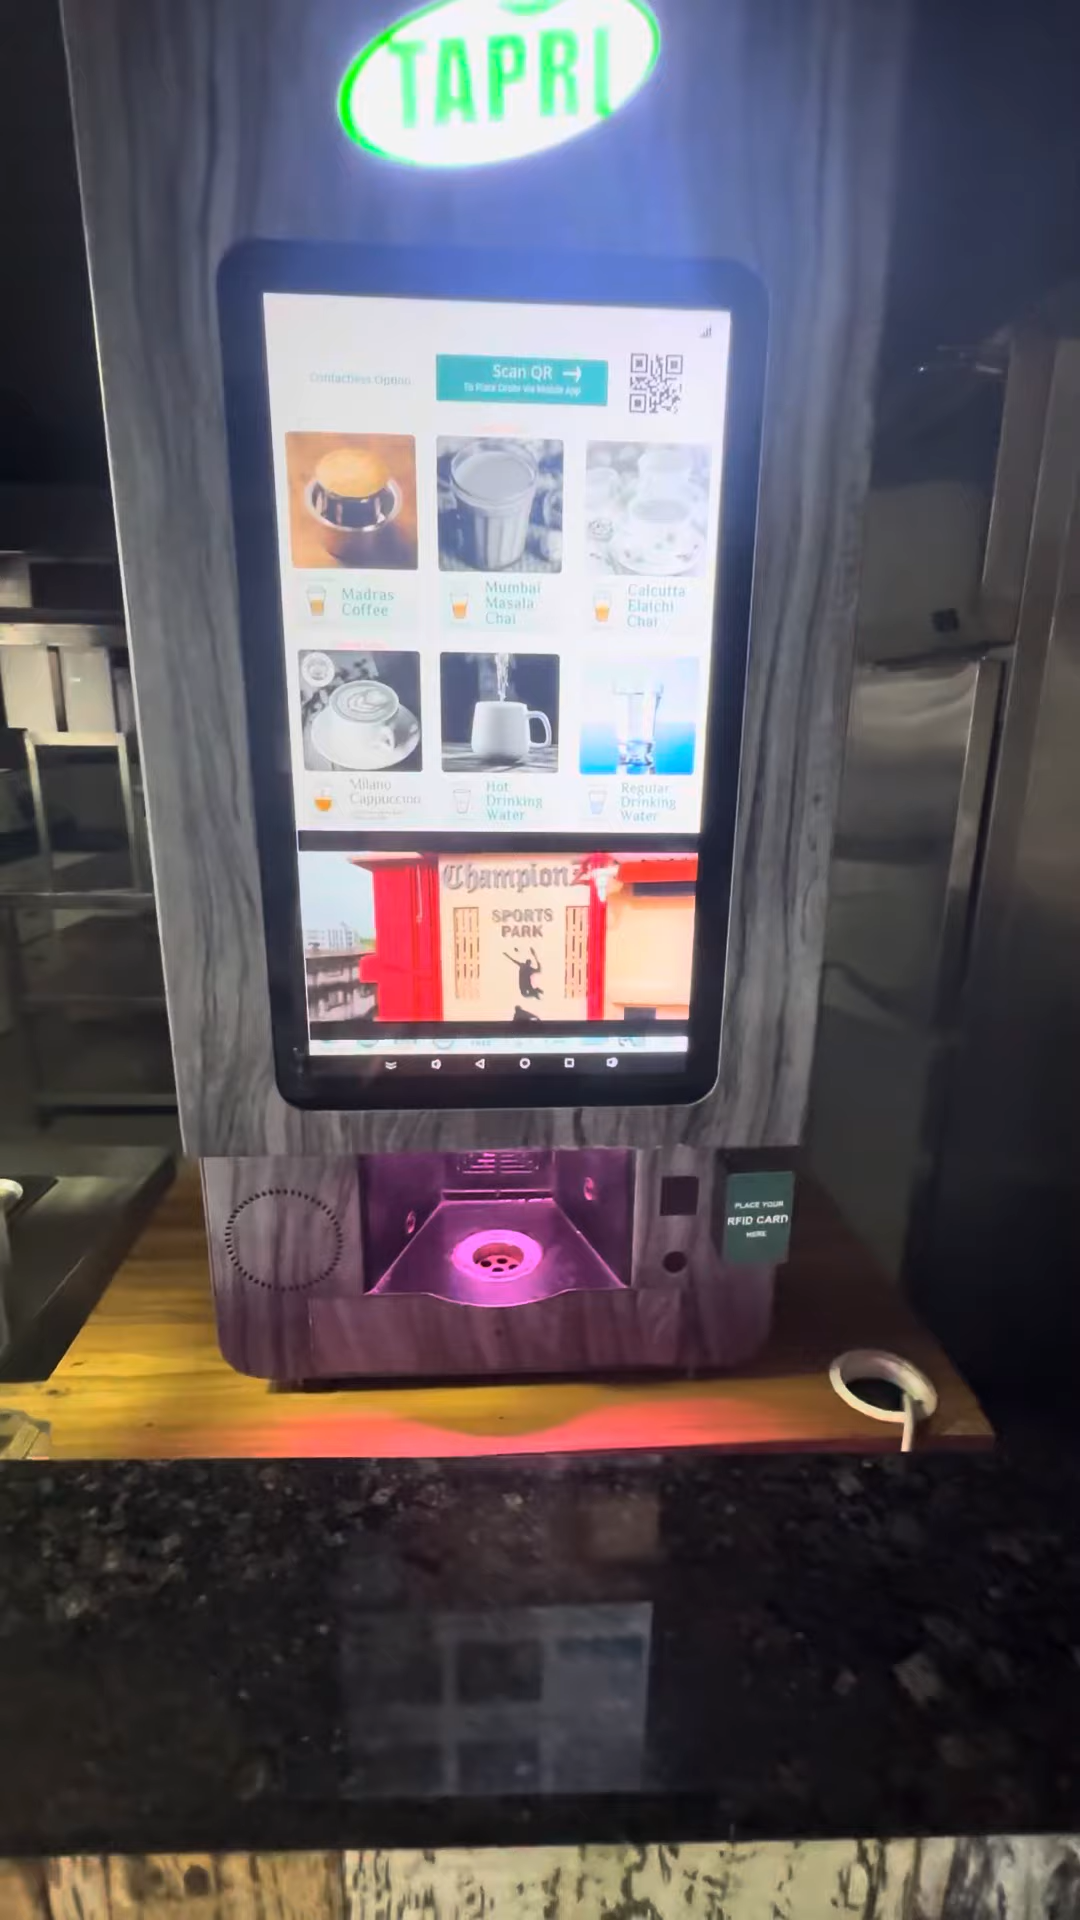 TAPRI
Contactless Option
Scan QR →
To Place Order Via Mobile App
Madras
Coffee
Mumbai
Masala
Chai
Calcutta
Elaichi
Chai
Milano
Cappuccino
Hot
Drinking
Water
Regular
Drinking
Water
ChampionZ
SPORTS
PARK
PLACE YOUR
RFID CARD
HERE